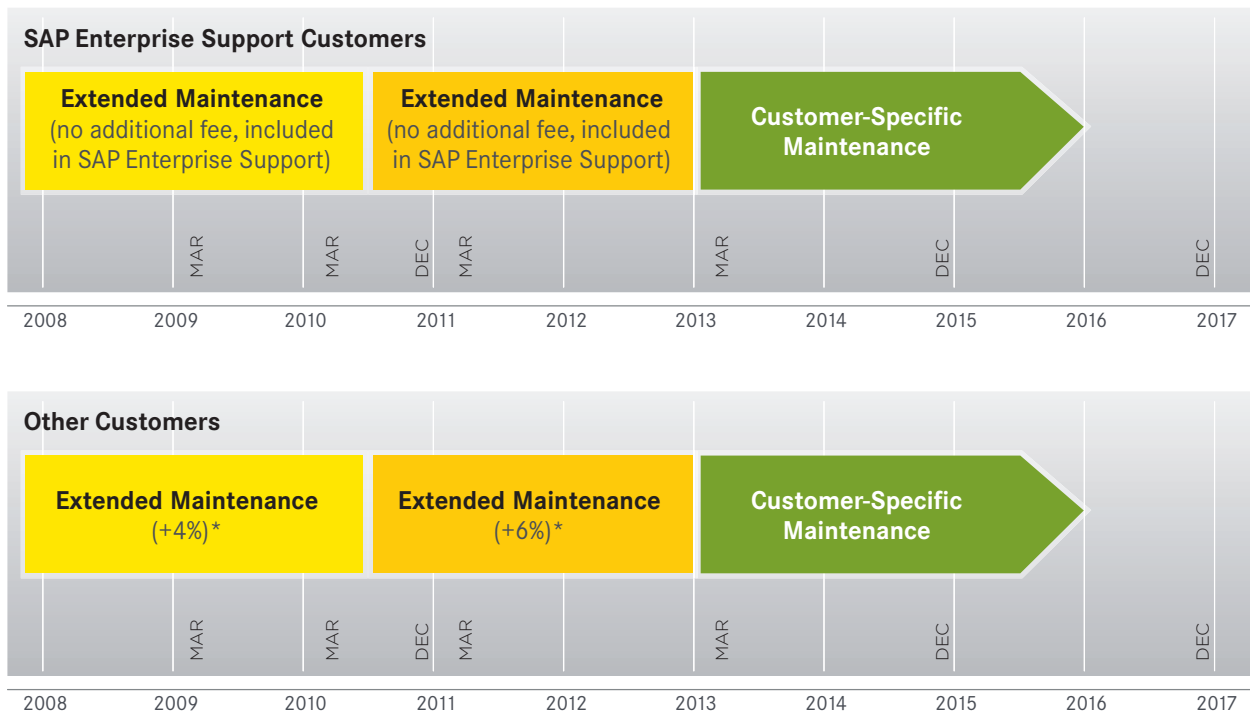 SAP Enterprise Support Customers
Extended Maintenance
(no additional fee, included
in SAP Enterprise Support)
Extended Maintenance
(no additional fee, included
in SAP Enterprise Support)
Customer-Specific
Maintenance
MAR
MAR
DEC
MAR
MAR
DEC
DEC
2008 2009 2010 2011 2012 2013 2014 2015 2016 2017
Other Customers
Extended Maintenance
(+4%)*
Extended Maintenance
(+6%)*
Customer-Specific
Maintenance
MAR
MAR
DEC
MAR
MAR
DEC
DEC
2008 2009 2010 2011 2012 2013 2014 2015 2016 2017